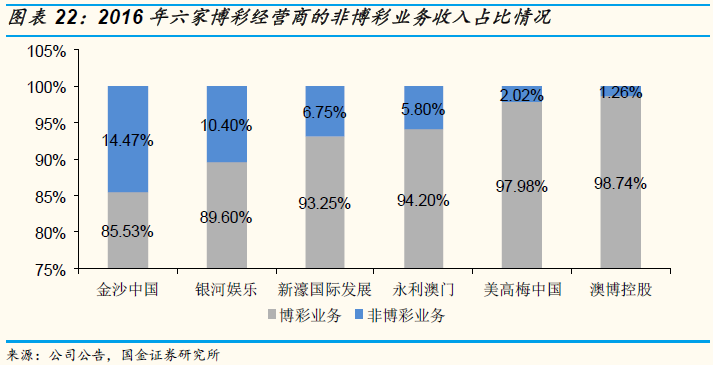 图表 22：2016 年六家博彩经营商的非博彩业务收入占比情况
105%
100%
95%
90%
85%
80%
75%
14.47%
10.40%
6.75%
5.80%
2.02%
1.26%
85.53%
89.60%
93.25%
94.20%
97.98%
98.74%
金沙中国
银河娱乐
新濠国际发展
永利澳门
美高梅中国
澳博控股
博彩业务
非博彩业务
来源：公司公告，国金证券研究所